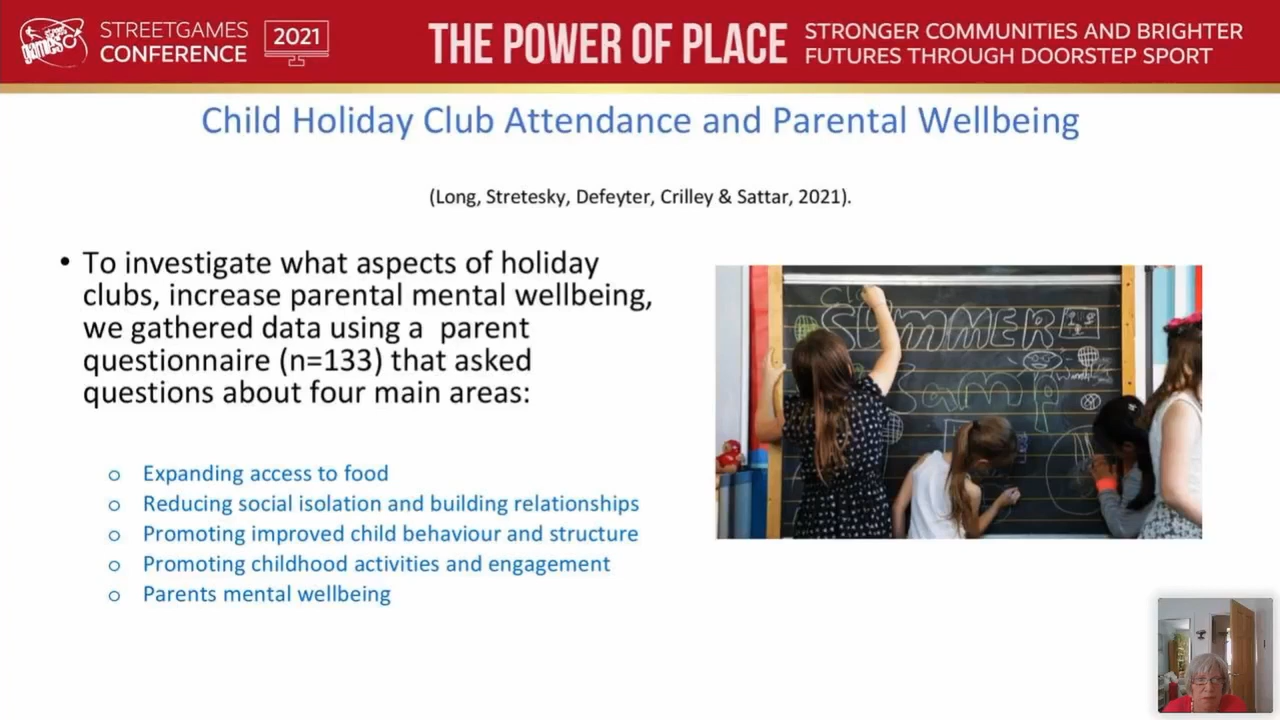 STREETGAMES
CONFERENCE
2021
THE POWER OF PLACE
STRONGER COMMUNITIES AND BRIGHTER
FUTURES THROUGH DOORSTEP SPORT
Child Holiday Club Attendance and Parental Wellbeing
(Long, Stretesky, Defeyter, Crilley & Sattar, 2021).
• To investigate what aspects of holiday
clubs, increase parental mental wellbeing,
we gathered data using a parent
questionnaire (n=133) that asked
questions about four main areas:
o Expanding access to food
o Reducing social isolation and building relationships
o Promoting improved child behaviour and structure
o Promoting childhood activities and engagement
o Parents mental wellbeing
SUMMER
Camp